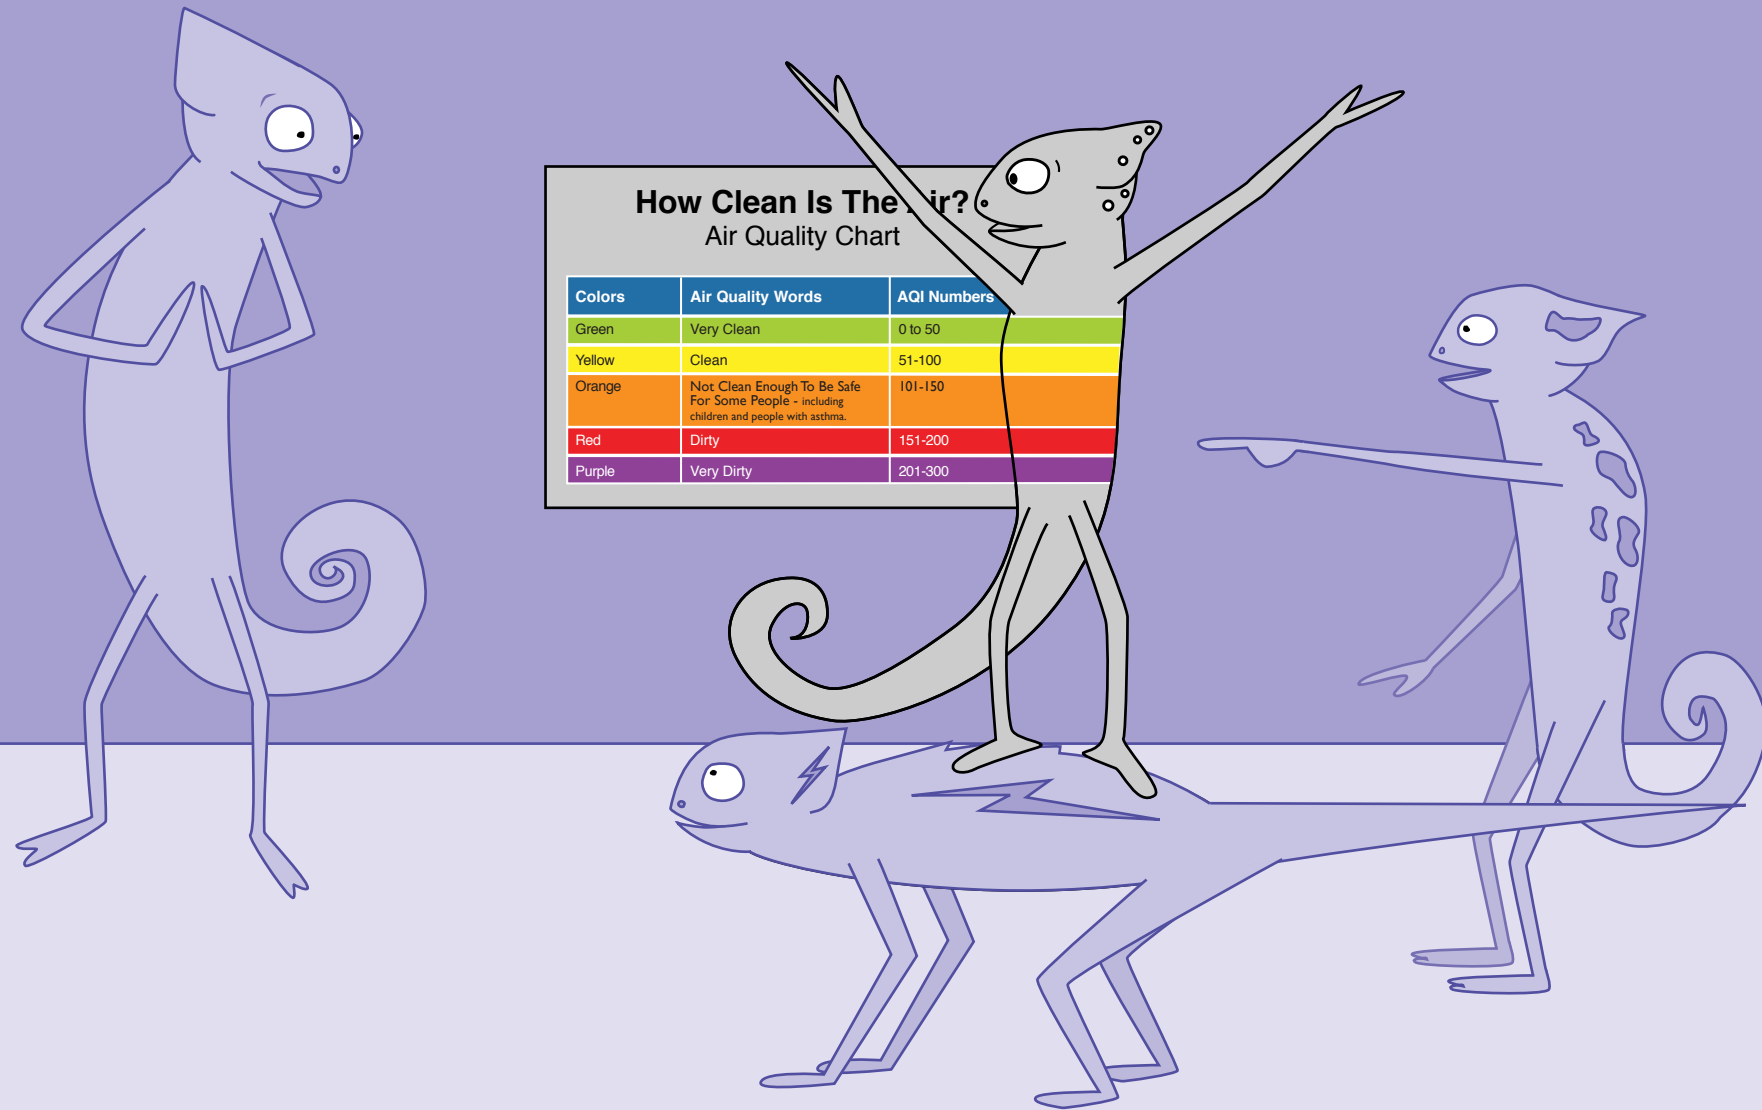 How Clean Is The Air?
Air Quality Chart
Colors Air Quality Words AQI Numbers
Green Very Clean 0 to 50
Yellow Clean 51-100
Orange Not Clean Enough To Be Safe 101-150
For Some People - including
children and people with asthma.
Red Dirty 151-200
Purple Very Dirty 201-300